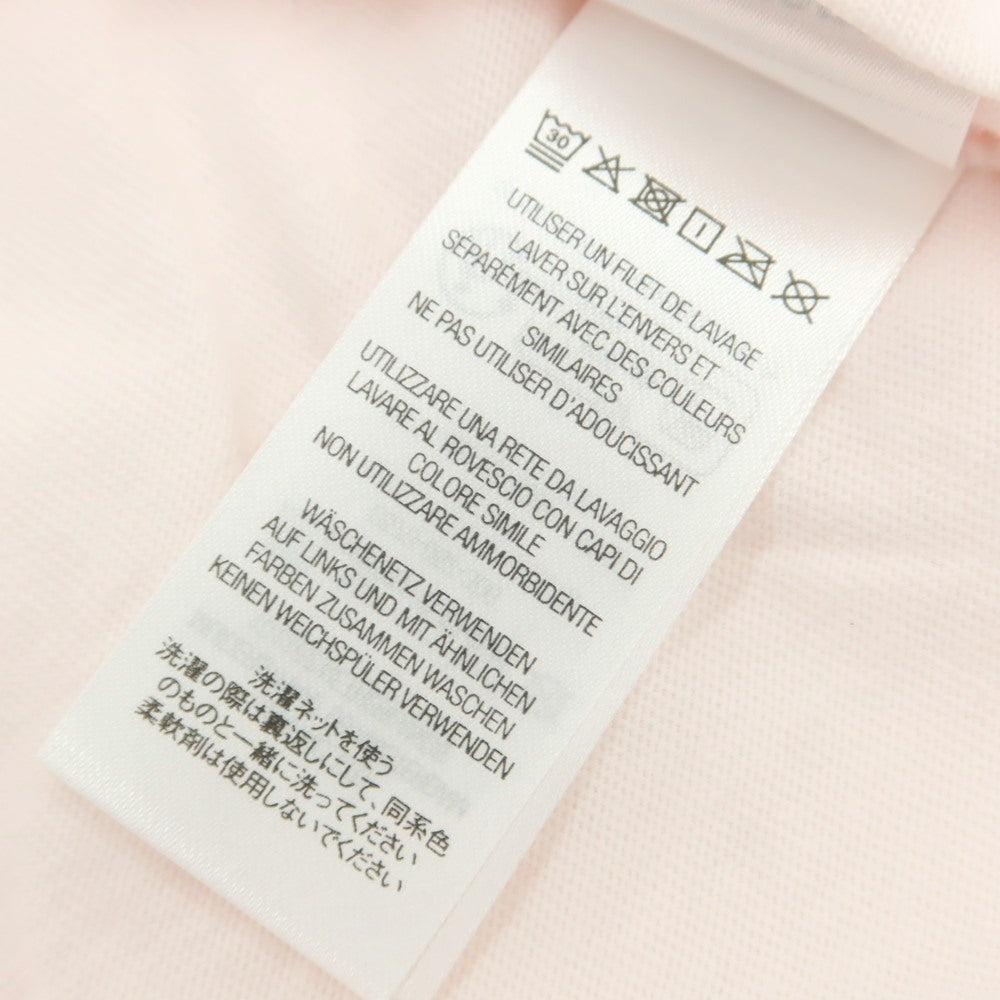 30
UTILISER UN FILET DE LAVAGE
LAVER SUR L'ENVERS ET
SÉPARÉMENT AVEC DES COULEURS
SIMILAIRES
NE PAS UTILISER D'ADOUCISSANT
UTILIZZARE UNA RETE DA LAVAGGIO
LAVARE AL ROVESCIO CON CAPI DI
COLORE SIMILE
NON UTILIZZARE AMMORBIDENTE
WÄSCHENETZ VERWENDEN
AUF LINKS UND MIT ÄHNLICHEN
FARBEN ZUSAMMEN WASCHEN
KEINEN WEICHSPÜLER VERWENDEN
洗濯ネットを使う
洗濯の際は裏返しにして、同系色
のものと一緒に洗ってください
柔軟剤は使用しないでください